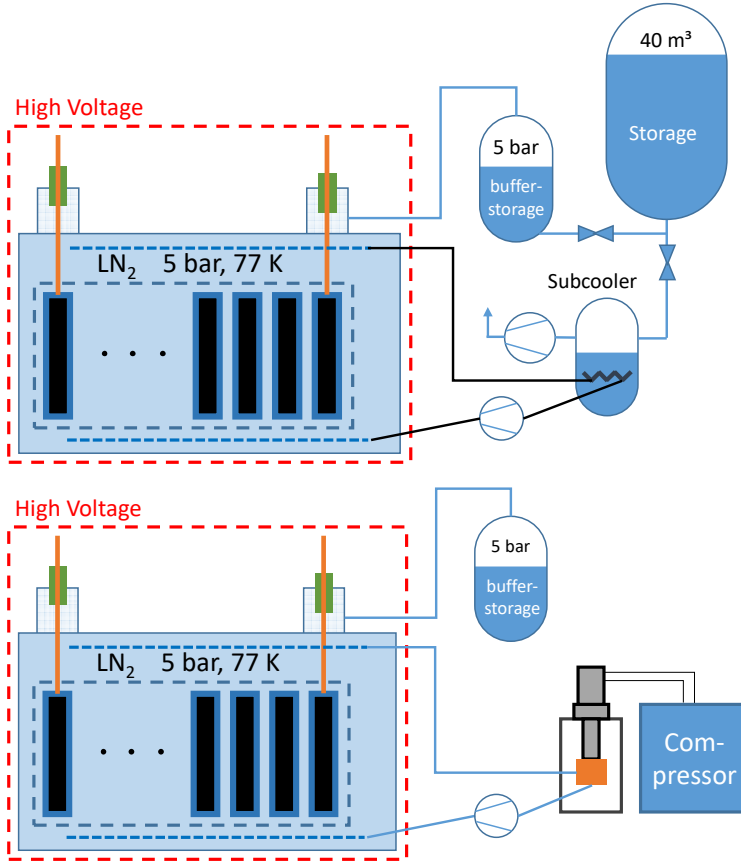 40 m³
High Voltage
Storage
5 bar
buffer-
storage
LN₂ 5 bar, 77 K
Subcooler
. . .
High Voltage
5 bar
buffer-
storage
LN₂ 5 bar, 77 K
. . .
Com-
pressor